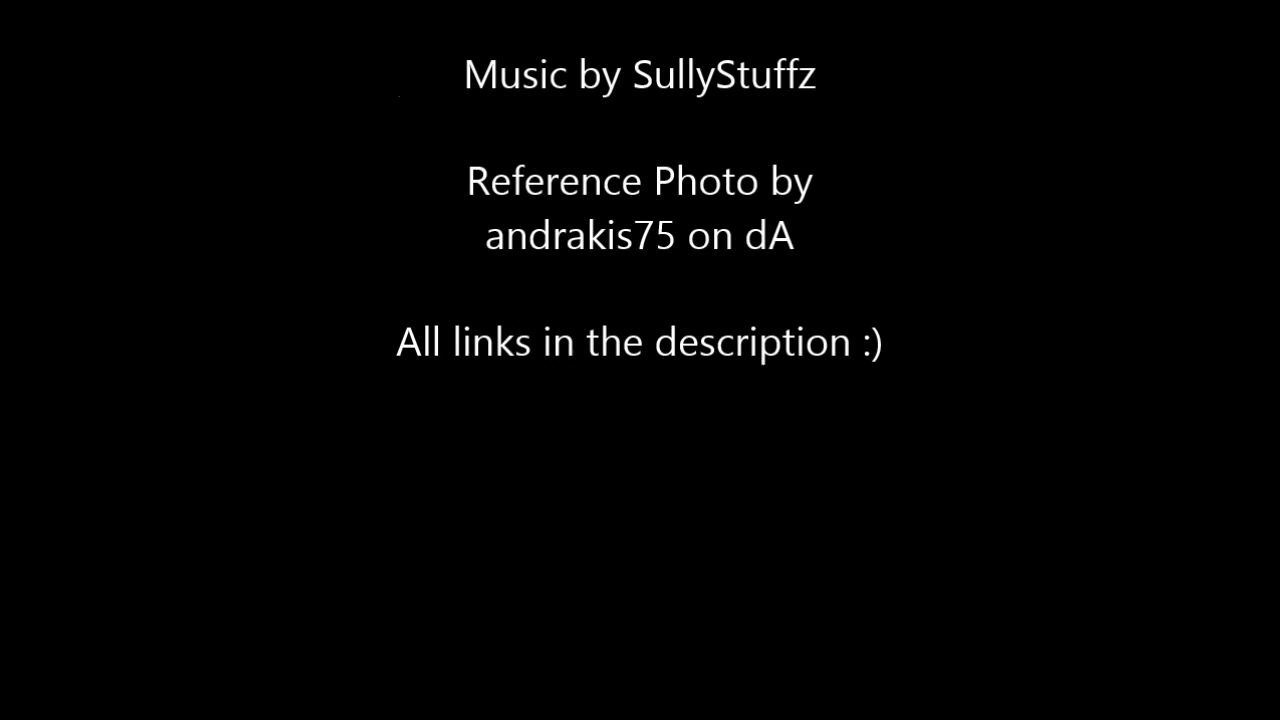 Music by SullyStuffz
Reference Photo by
andrakis75 on dA
All links in the description :)